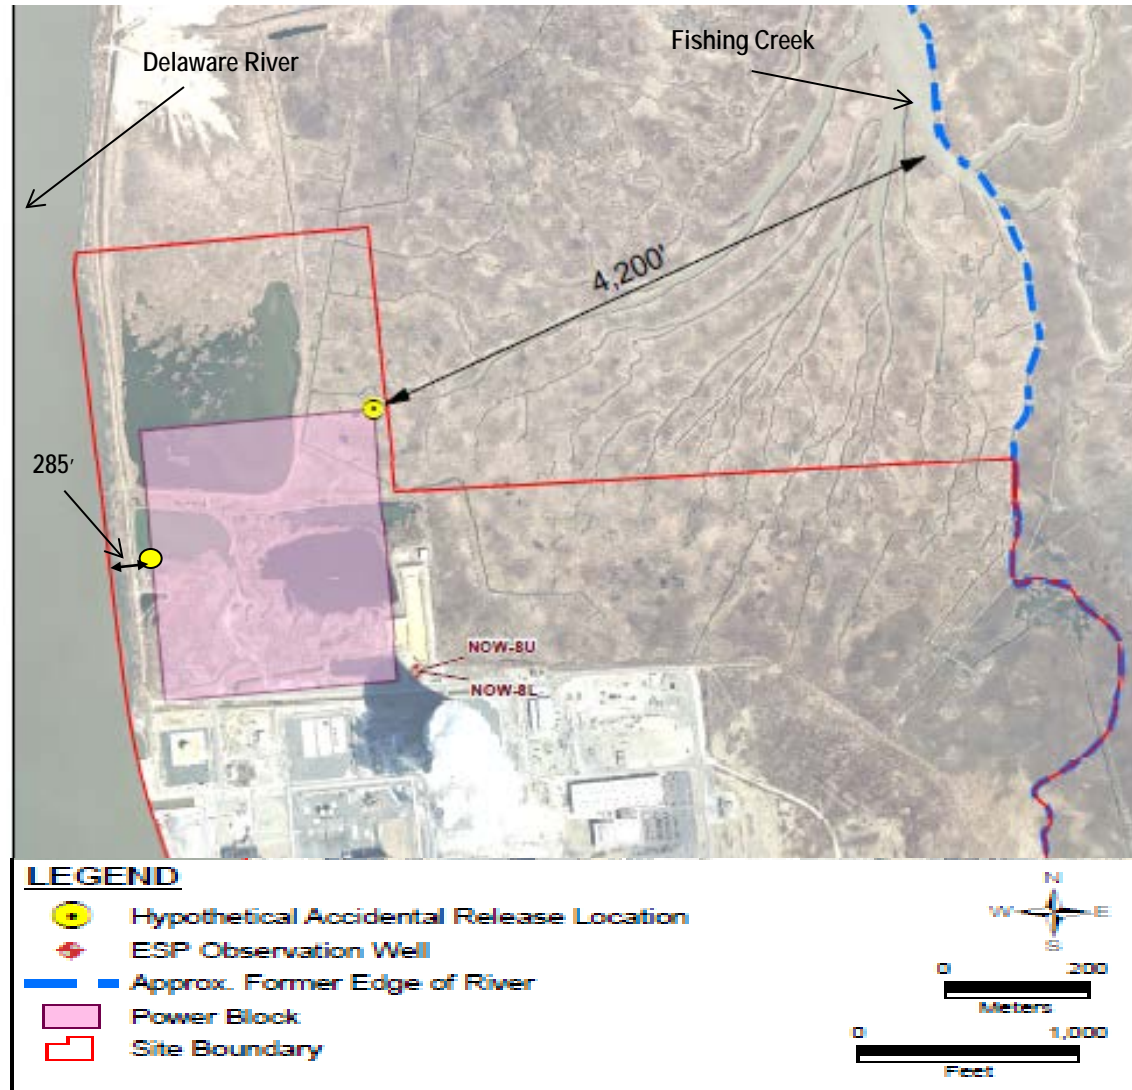 Fishing Creek
Delaware River
4,200'
285'
NOW-8U
NOW-8L
LEGEND
Hypothetical Accidental Release Location
ESP Observation Well
Approx. Former Edge of River
Power Block
Site Boundary
N
W E
S
0 200
Meters
0 1,000
Feet